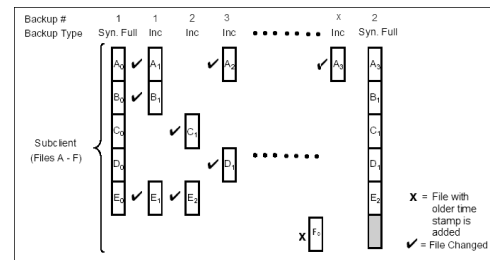 Backup # 1 1 2 3 x 2
Backup Type Syn. Full Inc Inc Inc Inc Syn. Full
A0 A1 A2 A3 A3
B0 B1 B1
Subclient
(Files A - F)
C0 C1 C1
D0 D1 D1
E0 E1 E2 E2
X F0
X = File with
older time
stamp is
added
✔ = File Changed